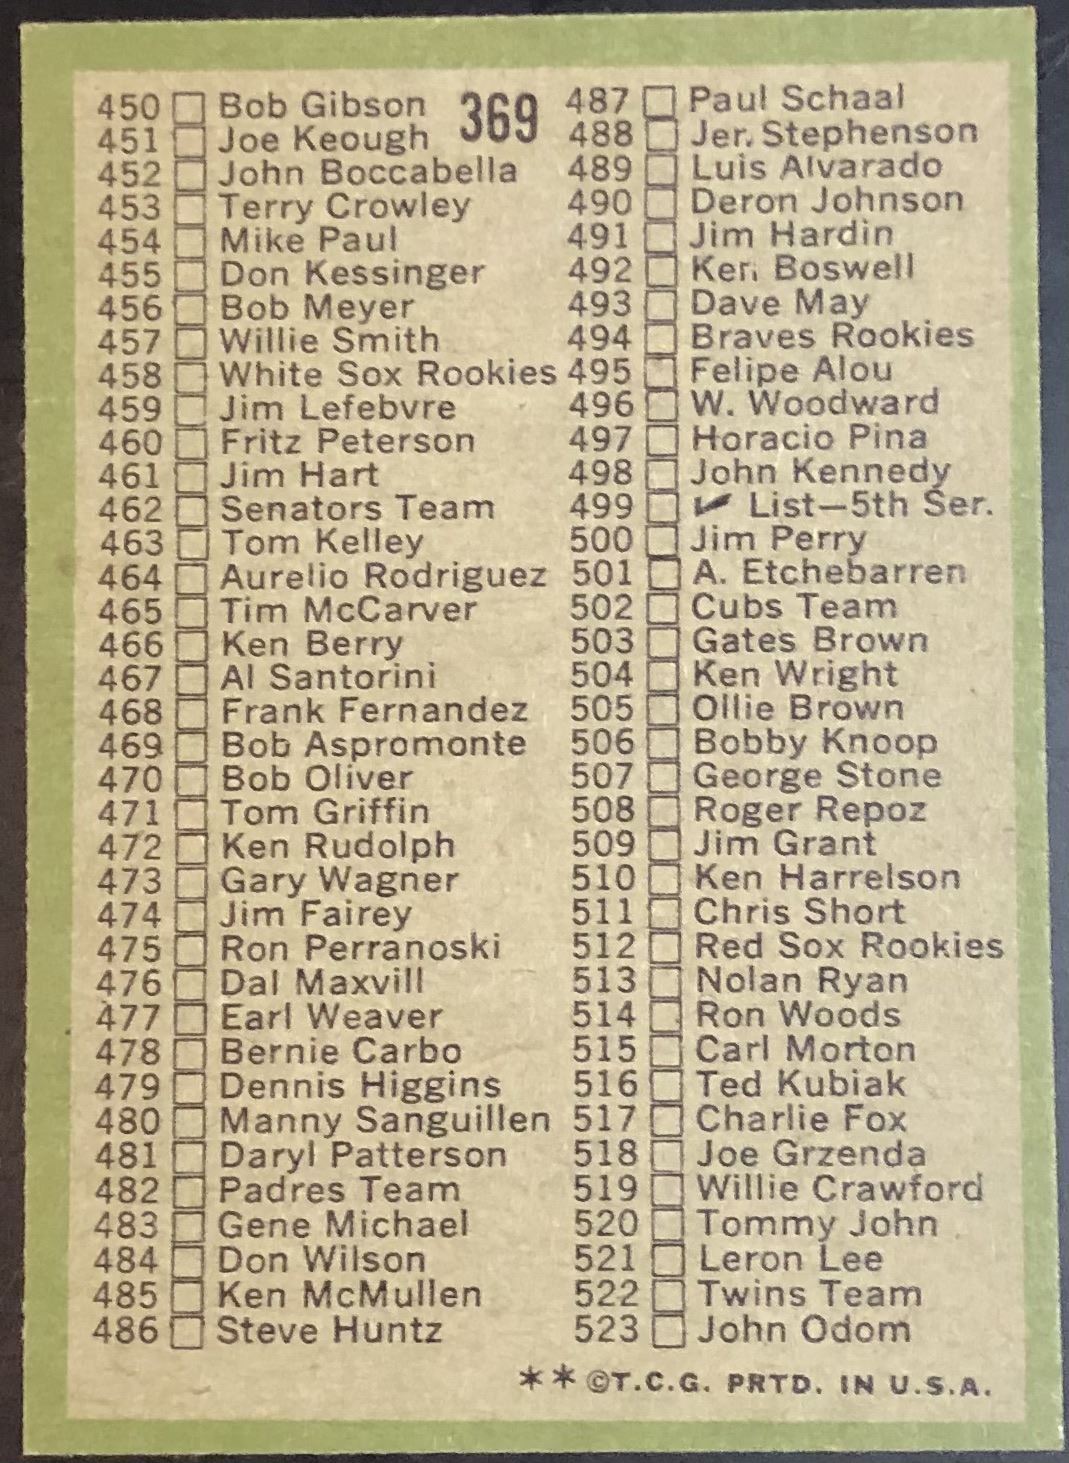 369
450 Bob Gibson
451 Joe Keough
452 John Boccabella
453 Terry Crowley
454 Mike Paul
455 Don Kessinger
456 Bob Meyer
457 Willie Smith
458 White Sox Rookies
459 Jim Lefebvre
460 Fritz Peterson
461 Jim Hart
462 Senators Team
463 Tom Kelley
464 Aurelio Rodriguez
465 Tim McCarver
466 Ken Berry
467 Al Santorini
468 Frank Fernandez
469 Bob Aspromonte
470 Bob Oliver
471 Tom Griffin
472 Ken Rudolph
473 Gary Wagner
474 Jim Fairey
475 Ron Perranoski
476 Dal Maxvill
477 Earl Weaver
478 Bernie Carbo
479 Dennis Higgins
480 Manny Sanguillen
481 Daryl Patterson
482 Padres Team
483 Gene Michael
484 Don Wilson
485 Ken McMullen
486 Steve Huntz
487 Paul Schaal
488 Jer. Stephenson
489 Luis Alvarado
490 Deron Johnson
491 Jim Hardin
492 Ken Boswell
493 Dave May
494 Braves Rookies
495 Felipe Alou
496 W. Woodward
497 Horacio Pina
498 John Kennedy
499 ✔ List—5th Ser.
500 Jim Perry
501 A. Etchebarren
502 Cubs Team
503 Gates Brown
504 Ken Wright
505 Ollie Brown
506 Bobby Knoop
507 George Stone
508 Roger Repoz
509 Jim Grant
510 Ken Harrelson
511 Chris Short
512 Red Sox Rookies
513 Nolan Ryan
514 Ron Woods
515 Carl Morton
516 Ted Kubiak
517 Charlie Fox
518 Joe Grzenda
519 Willie Crawford
520 Tommy John
521 Leron Lee
522 Twins Team
523 John Odom
**©T.C.G. PRTD. IN U.S.A.